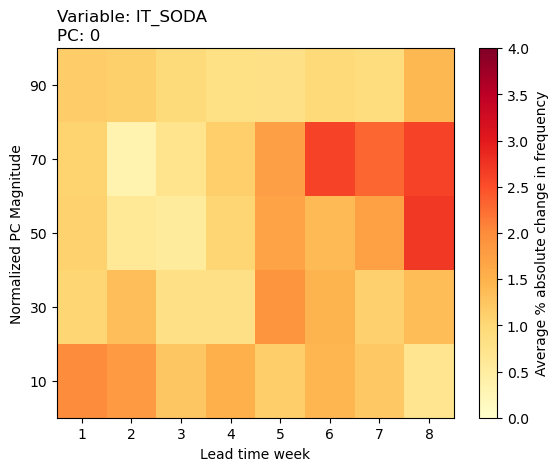 Variable: IT_SODA
PC: 0
90
70
50
30
10
Normalized PC Magnitude
1 2 3 4 5 6 7 8
Lead time week
4.0
3.5
3.0
2.5
2.0
1.5
1.0
0.5
0.0
Average % absolute change in frequency